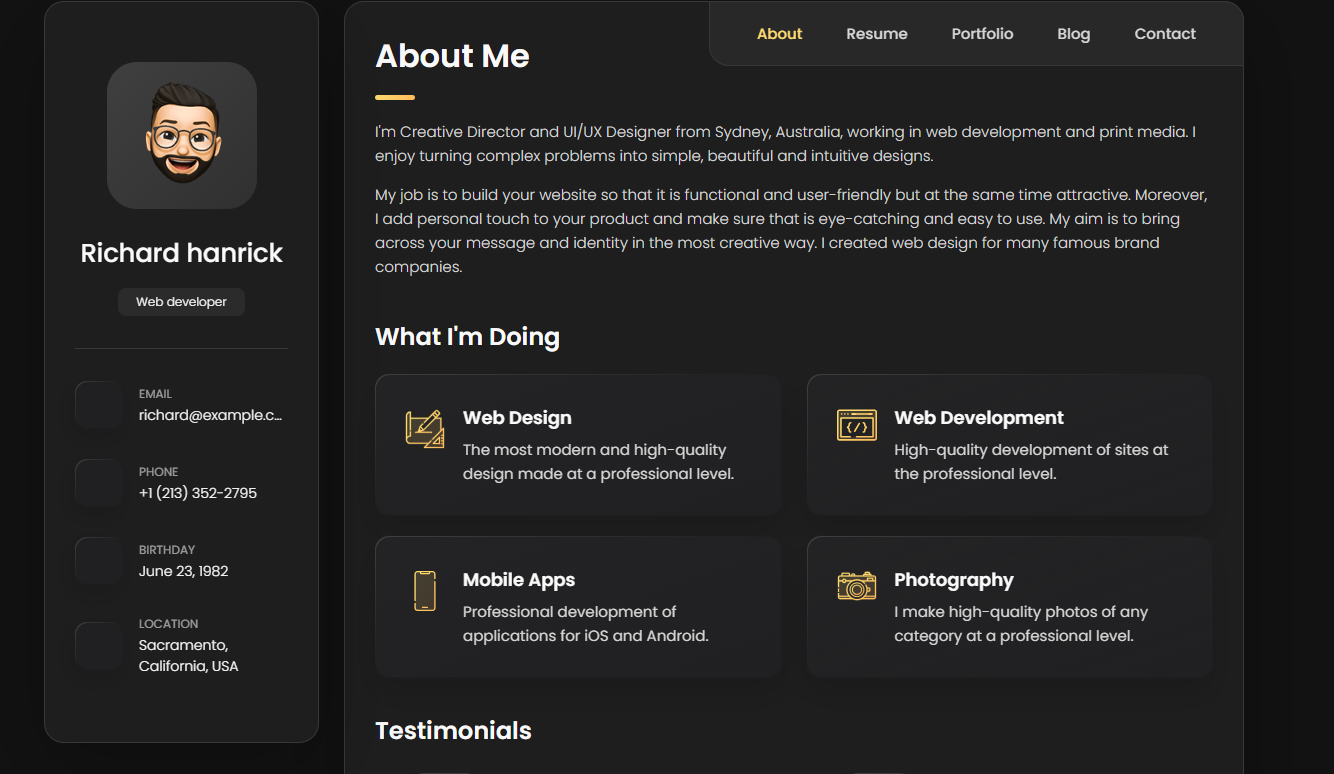 Richard hanrick
Web developer
EMAIL
richard@example.c...
PHONE
+1 (213) 352-2795
BIRTHDAY
June 23, 1982
LOCATION
Sacramento,
California, USA
About Resume Portfolio Blog Contact
About Me
I'm Creative Director and UI/UX Designer from Sydney, Australia, working in web development and print media. I
enjoy turning complex problems into simple, beautiful and intuitive designs.
My job is to build your website so that it is functional and user-friendly but at the same time attractive. Moreover,
I add personal touch to your product and make sure that is eye-catching and easy to use. My aim is to bring
across your message and identity in the most creative way. I created web design for many famous brand
companies.
What I'm Doing
Web Design
The most modern and high-quality
design made at a professional level.
Web Development
High-quality development of sites at
the professional level.
Mobile Apps
Professional development of
applications for iOS and Android.
Photography
I make high-quality photos of any
category at a professional level.
Testimonials